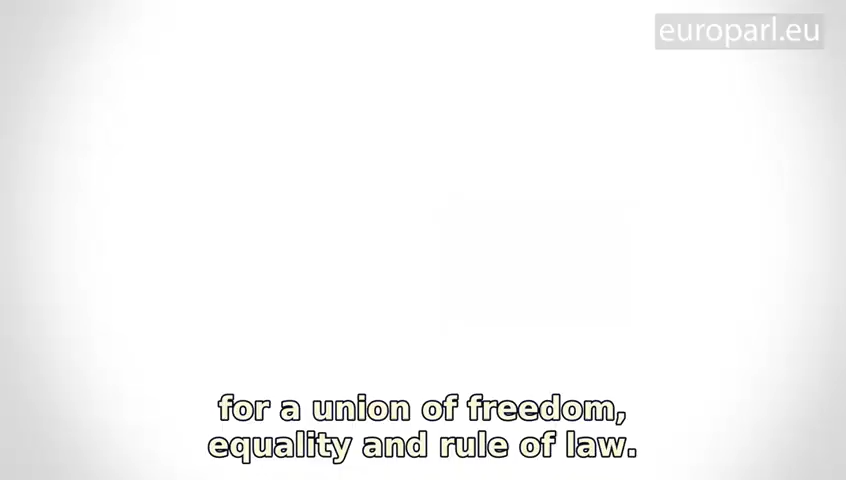 europarl.eu
for a union of freedom,
equality and rule of law.